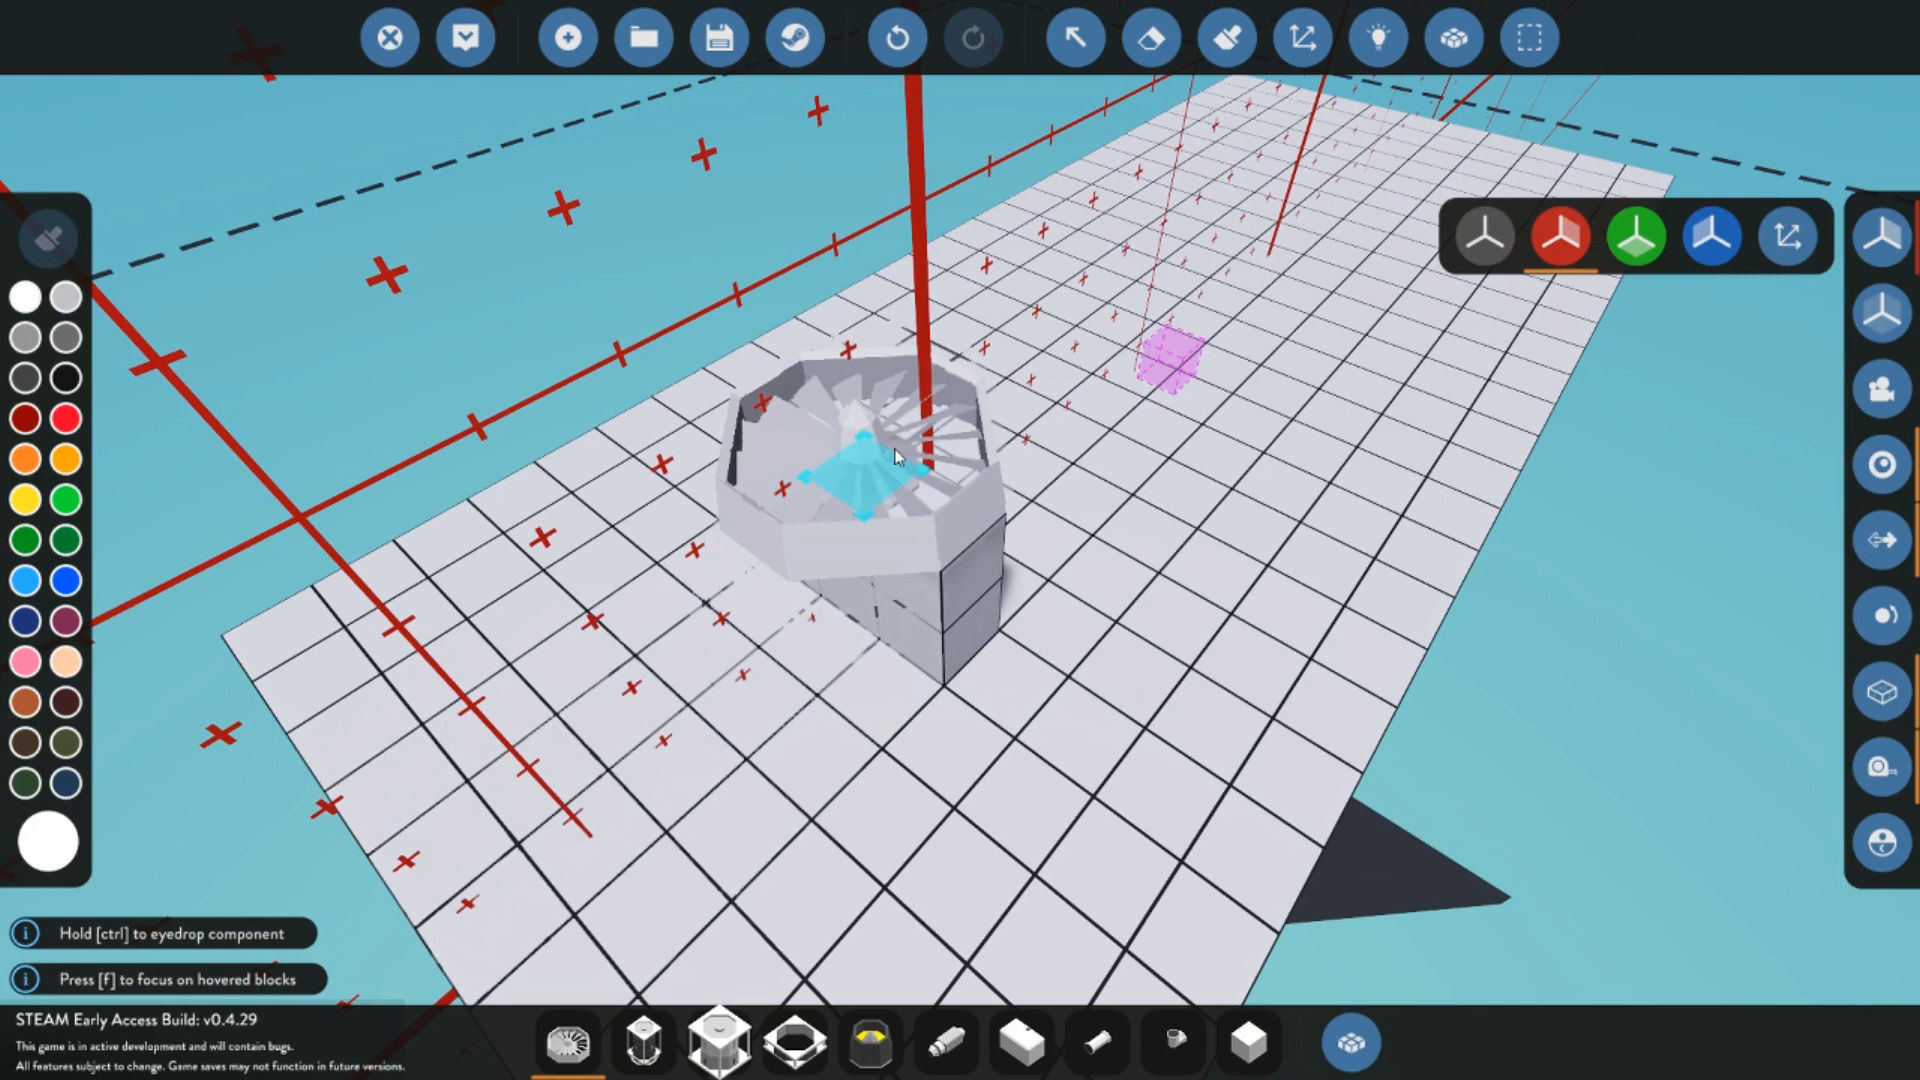 Hold [ctrl] to eyedrop component
Press [f] to focus on hovered blocks
STEAM Early Access Build: v0.4.29
This game is in active development and will contain bugs.
All features subject to change. Game saves may not function in future versions.